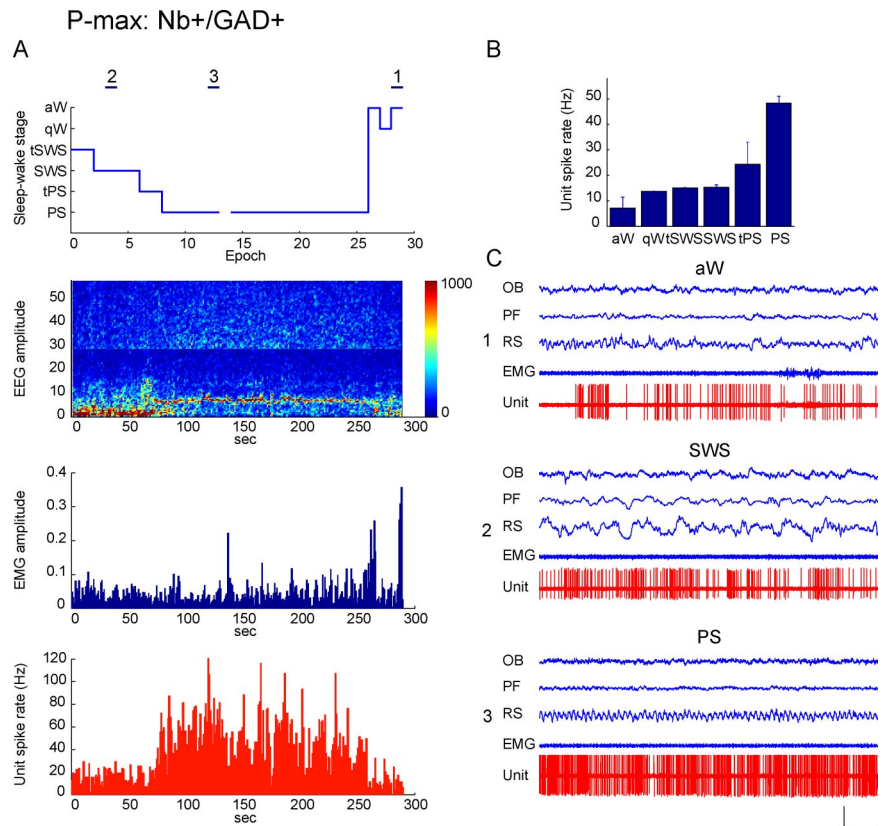 P-max: Nb+/GAD+
A
2 3 1
aW
qW
tSWS
SWS
tPS
PS
Sleep-wake stage
0 5 10 15 20 25 30
Epoch
50
40
30
20
10
0
EEG amplitude
1000
0
0 50 100 150 200 250 300
sec
0.4
0.3
0.2
0.1
0
EMG amplitude
0 50 100 150 200 250 300
sec
120
100
80
60
40
20
0
Unit spike rate (Hz)
0 50 100 150 200 250 300
sec
B
50
40
30
20
10
0
Unit spike rate (Hz)
aW qW tSWS SWS tPS PS
C
aW
OB
PF
1 RS
EMG
Unit
SWS
OB
PF
2 RS
EMG
Unit
PS
OB
PF
3 RS
EMG
Unit